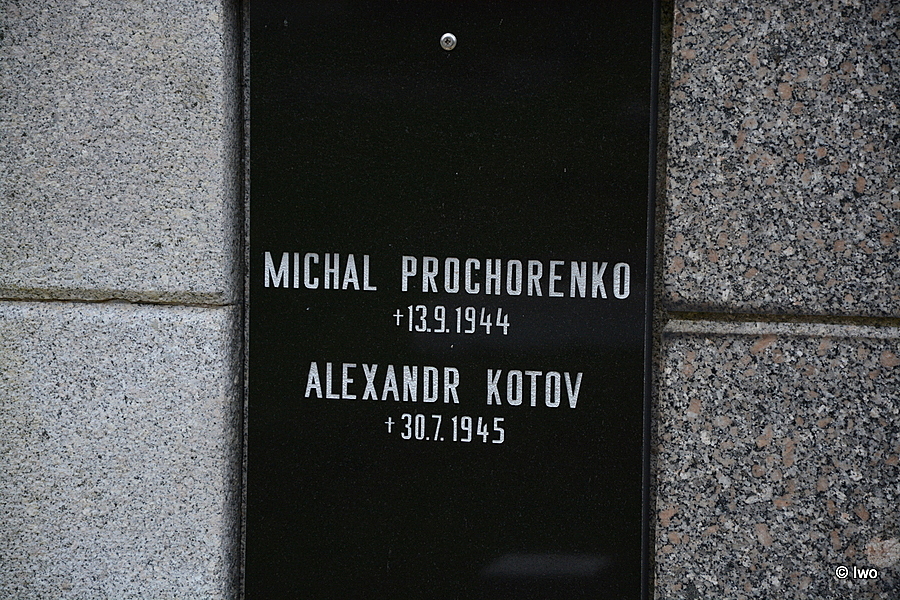 MICHAL PROCHORENKO
†13.9.1944
ALEXANDR KOTOV
†30.7.1945
© Iwo